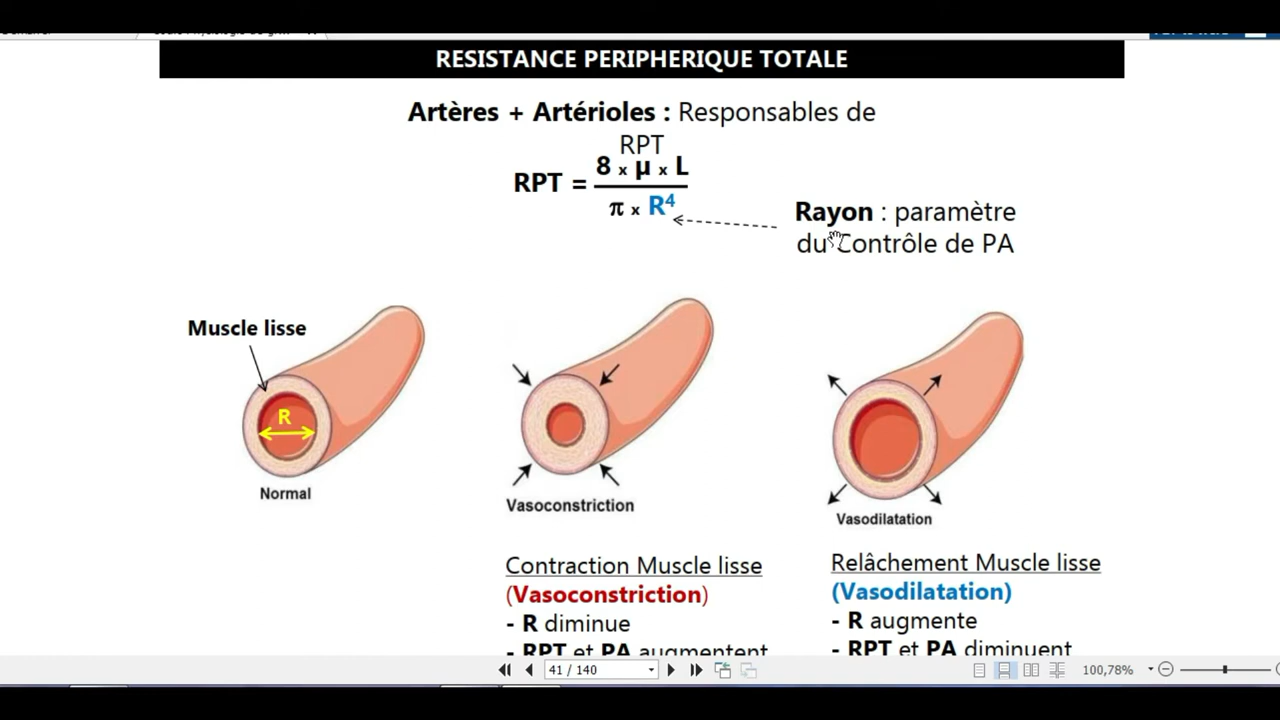 RESISTANCE PERIPHERIQUE TOTALE
Artères + Artérioles : Responsables de
RPT
RPT = 8 x μ x L
π x R⁴
Rayon : paramètre
du Contrôle de PA
Muscle lisse
R
Normal
Vasoconstriction
Vasodilatation
Contraction Muscle lisse
(Vasoconstriction)
- R diminue
- RPT et PA augmentent
Relâchement Muscle lisse
(Vasodilatation)
- R augmente
- RPT et PA diminuent
41 / 140
100,78%